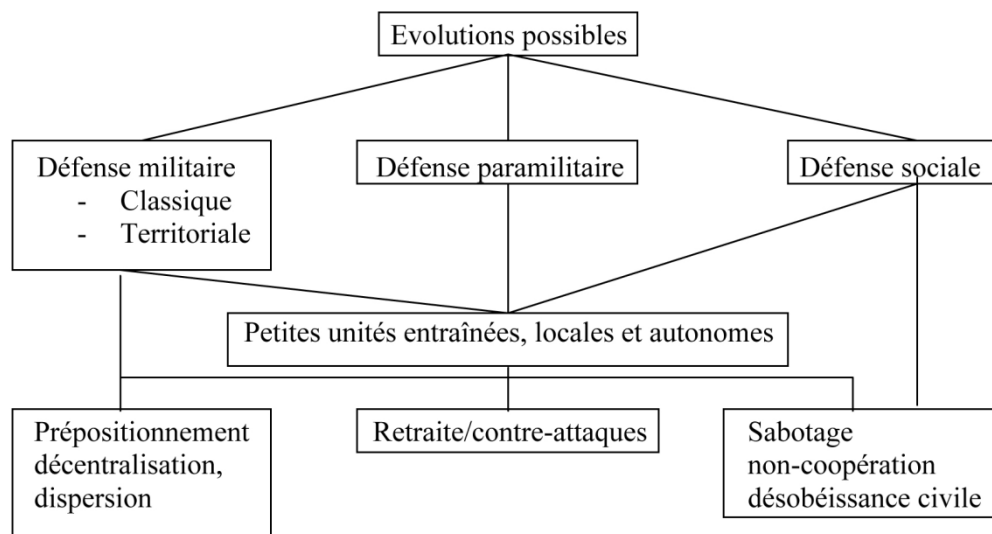 Evolutions possibles
Défense militaire
- Classique
- Territoriale
Défense paramilitaire
Défense sociale
Petites unités entraînées, locales et autonomes
Prépositionnement
décentralisation,
dispersion
Retraite/contre-attaques
Sabotage
non-coopération
désobéissance civile